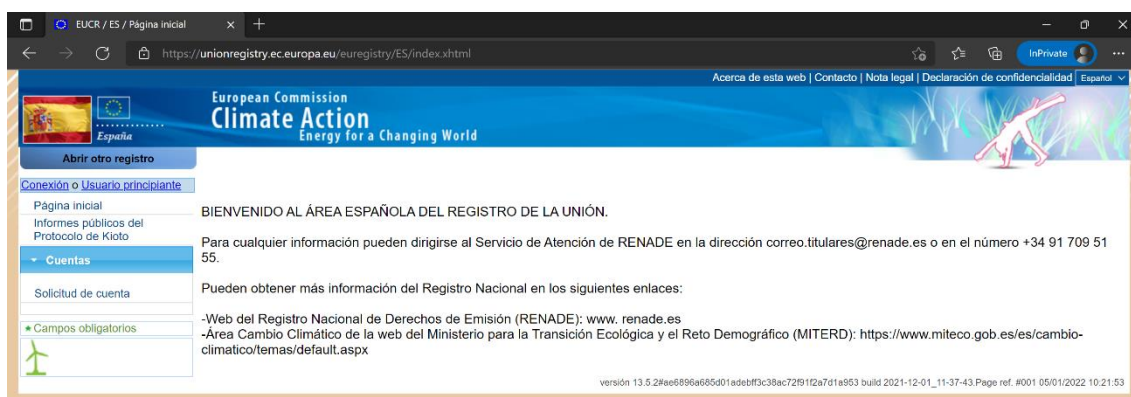 EUCR / ES / Página inicial
https://unionregistry.ec.europa.eu/euregistry/ES/index.xhtml
InPrivate
Acerca de esta web | Contacto | Nota legal | Declaración de confidencialidad Español
España
European Commission
Climate Action
Energy for a Changing World
Abrir otro registro
Conexión o Usuario principiante
Página inicial
Informes públicos del
Protocolo de Kioto
Cuentas
Solicitud de cuenta
Campos obligatorios
BIENVENIDO AL ÁREA ESPAÑOLA DEL REGISTRO DE LA UNIÓN.
Para cualquier información pueden dirigirse al Servicio de Atención de RENADE en la dirección correo.titulares@renade.es o en el número +34 91 709 51
55.
Pueden obtener más información del Registro Nacional en los siguientes enlaces:
-Web del Registro Nacional de Derechos de Emisión (RENADE): www. renade.es
-Área Cambio Climático de la web del Ministerio para la Transición Ecológica y el Reto Demográfico (MITERD): https://www.miteco.gob.es/es/cambio-
climatico/temas/default.aspx
versión 13.5.2#ae6896a685d01adebff3c38ac72f91f2a7d1a953 build 2021-12-01_11-37-43.Page ref. #001 05/01/2022 10:21:53